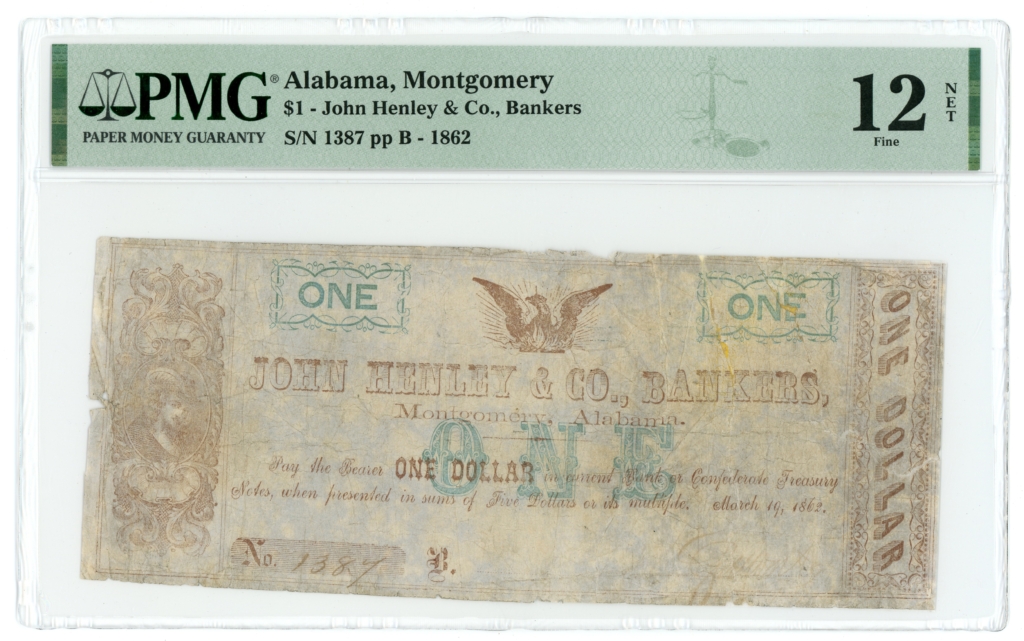 PMG®
PAPER MONEY GUARANTY
Alabama, Montgomery
$1 - John Henley & Co., Bankers
S/N 1387 pp B - 1862
12
NET
Fine
ONE
ONE
JOHN HENLEY & CO., BANKERS,
Montgomery, Alabama.
ONE
Pay the Bearer ONE DOLLAR in current Bank or Confederate Treasury
Notes, when presented in sums of Five Dollars or its multiple. March 19, 1862.
No. 1387 B.
ONE DOLLAR